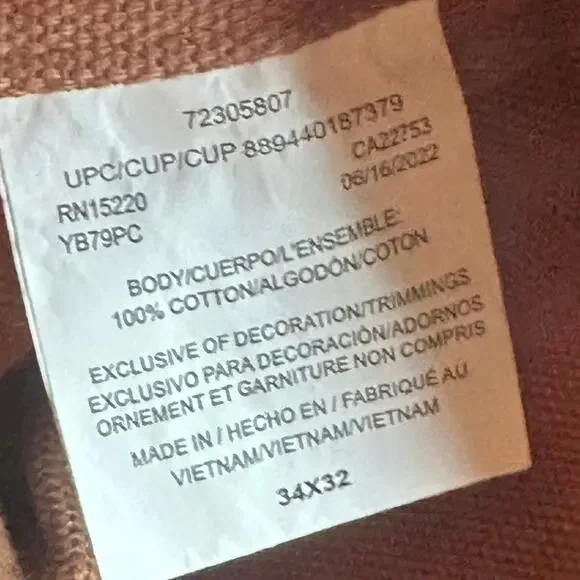 72305807
UPC/CUP/CUP 889440187379
RN15220 CA22753
YB79PC 06/16/2022
BODY/CUERPO/L'ENSEMBLE:
100% COTTON/ALGODÓN/COTON
EXCLUSIVE OF DECORATION/TRIMMINGS
EXCLUSIVO PARA DECORACIÓN/ADORNOS
ORNEMENT ET GARNITURE NON COMPRIS
MADE IN / HECHO EN / FABRIQUÉ AU
VIETNAM/VIETNAM/VIETNAM
34X32